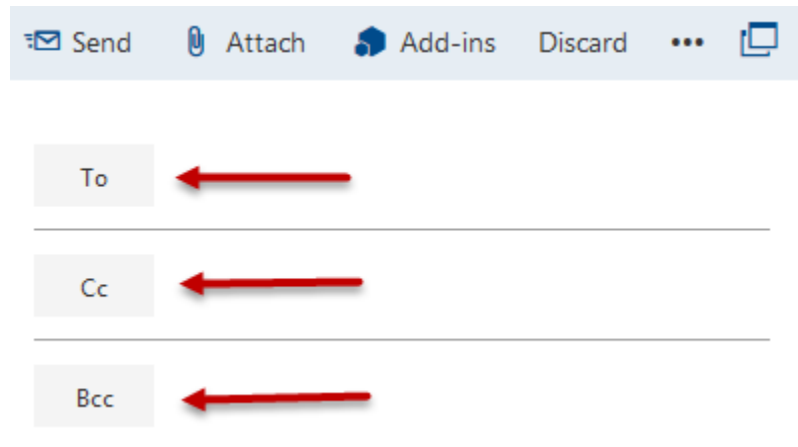 Send Attach Add-ins Discard •••
To
Cc
Bcc